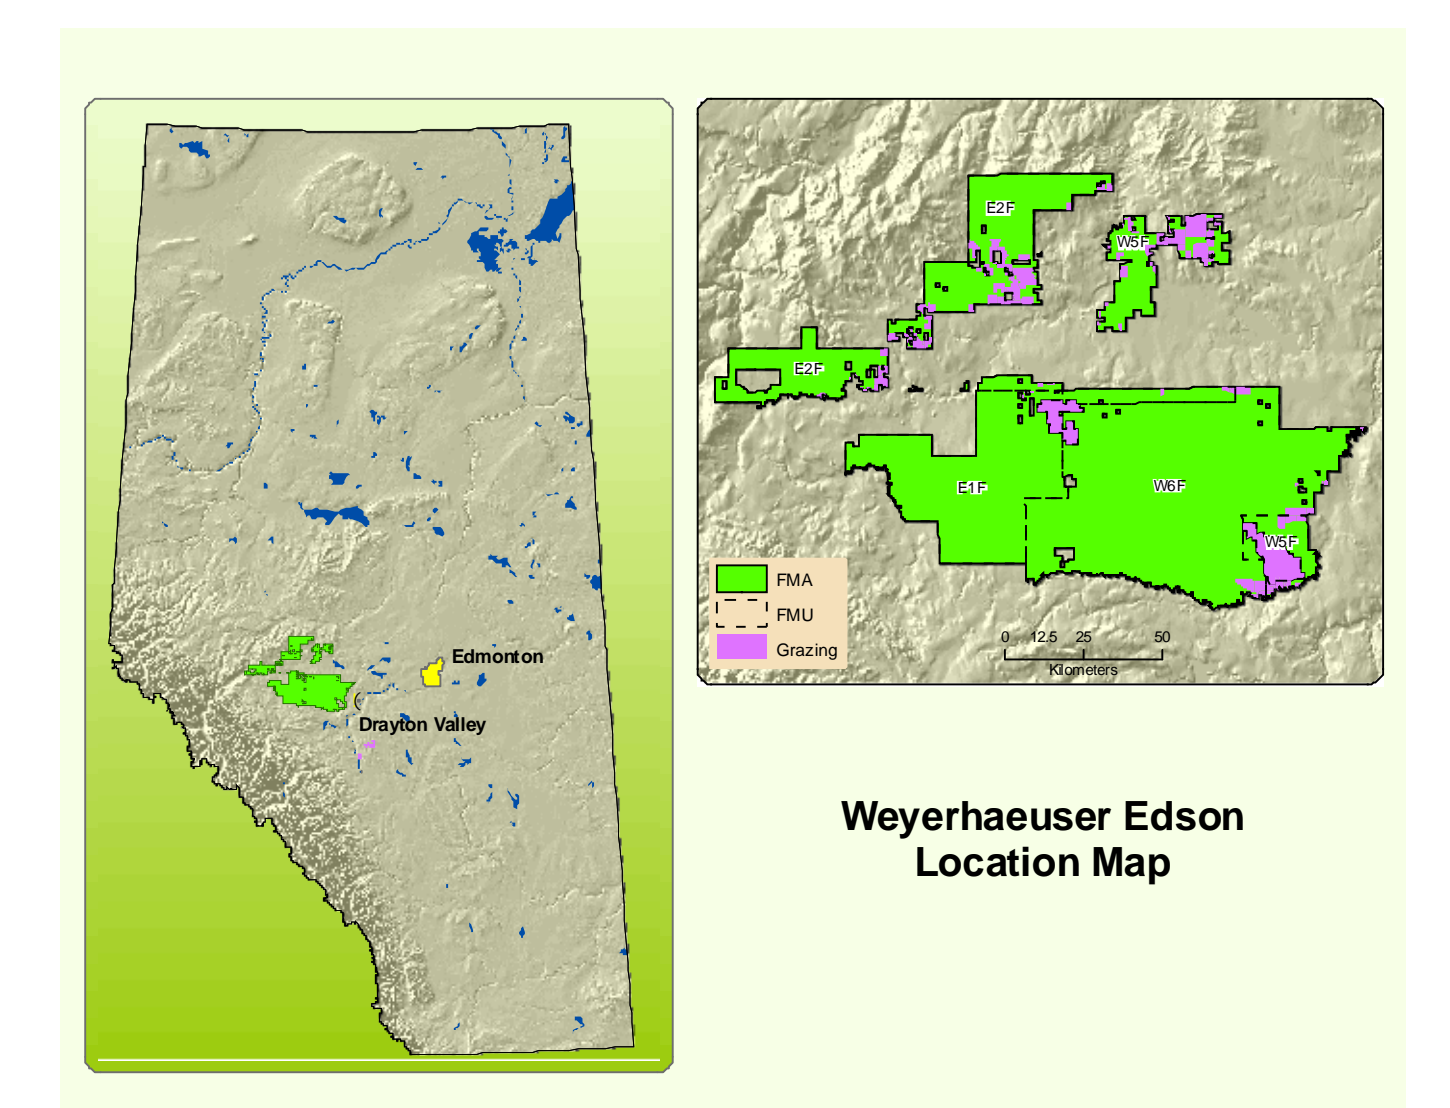 Edmonton
Drayton Valley
E2F
W5F
E2F
E1F
W6F
W5F
FMA
FMU
Grazing
0 12.5 25 50
Kilometers
Weyerhaeuser Edson
Location Map